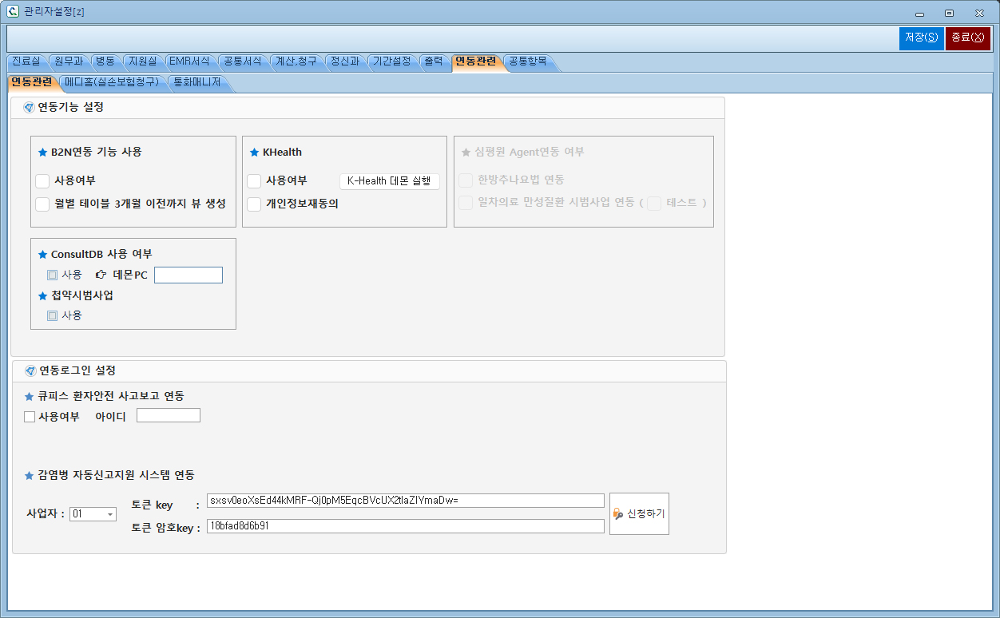 관리자설정[z]
저장(S) 종료(X)
진료실 원무과 병동 지원실 EMR서식 공통서식 계산.청구 정신과 기간설정 출력 연동관련 공통항목
연동관련 메디홈(실손보험청구) 통화매니저
연동기능 설정
B2N연동 기능 사용
사용여부
월별 테이블 3개월 이전까지 뷰 생성
KHealth
사용여부 K-Health 데몬 실행
개인정보재동의
심평원 Agent연동 여부
한방추나요법 연동
일차의료 만성질환 시범사업 연동 ( 테스트 )
ConsultDB 사용 여부
사용 데몬PC
첩약시범사업
사용
연동로그인 설정
큐피스 환자안전 사고보고 연동
사용여부 아이디
감염병 자동신고지원 시스템 연동
사업자 : 01
토큰 key : sxsv0eoXsEd44kMRF-Qj0pM5EqcBVcUX2tlaZIYmaDw=
토큰 암호key : 18bfad8d6b91
신청하기